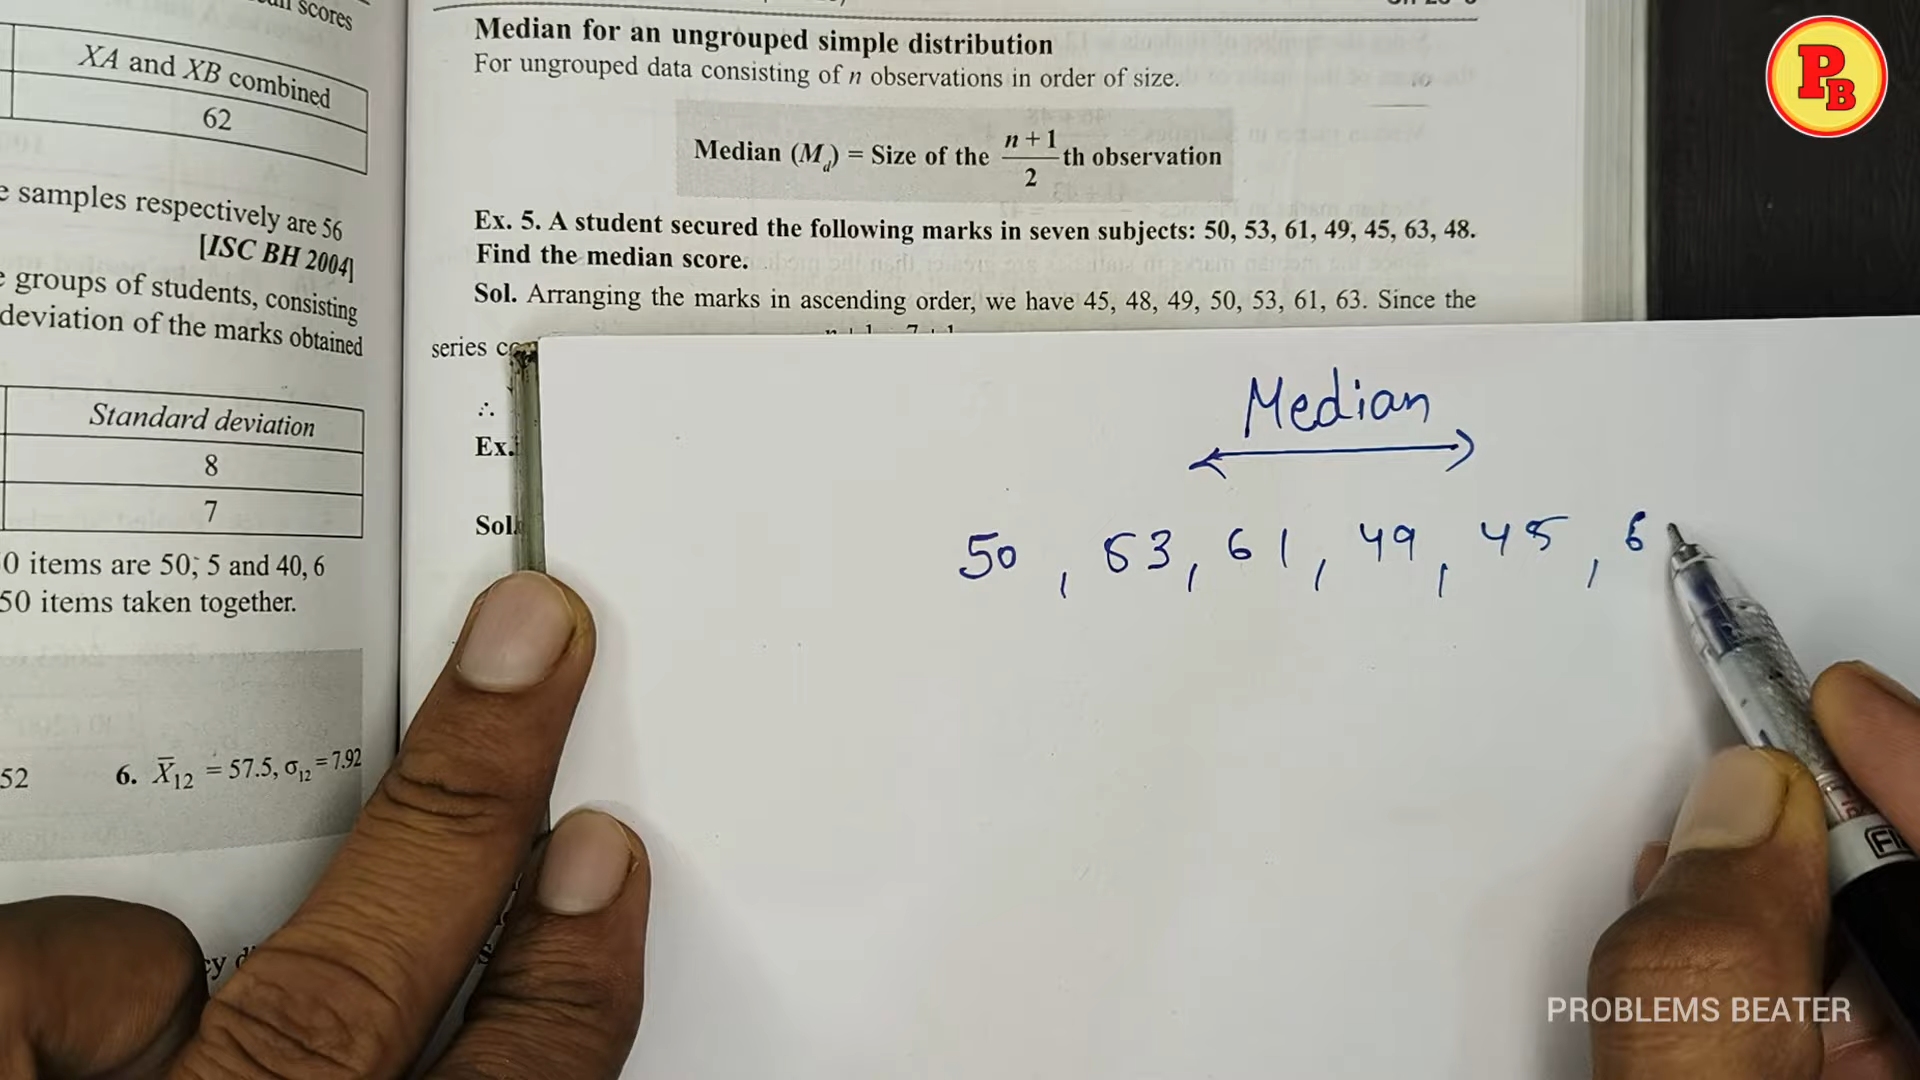 scores
XA and XB combined
62
samples respectively are 56
[ISC BH 2004]
groups of students, consisting
deviation of the marks obtained
Standard deviation
8
7
0 items are 50; 5 and 40, 6
50 items taken together.
52 6. X̄₁₂ = 57.5, σ₁₂ = 7.92
Median for an ungrouped simple distribution
For ungrouped data consisting of n observations in order of size.
Median (M_d) = Size of the (n + 1)/2 th observation
Ex. 5. A student secured the following marks in seven subjects: 50, 53, 61, 49, 45, 63, 48.
Find the median score.
Sol. Arranging the marks in ascending order, we have 45, 48, 49, 50, 53, 61, 63. Since the
series
∴
Ex.
Sol.
Median
50, 53, 61, 49, 45, 6
PB
PROBLEMS BEATER